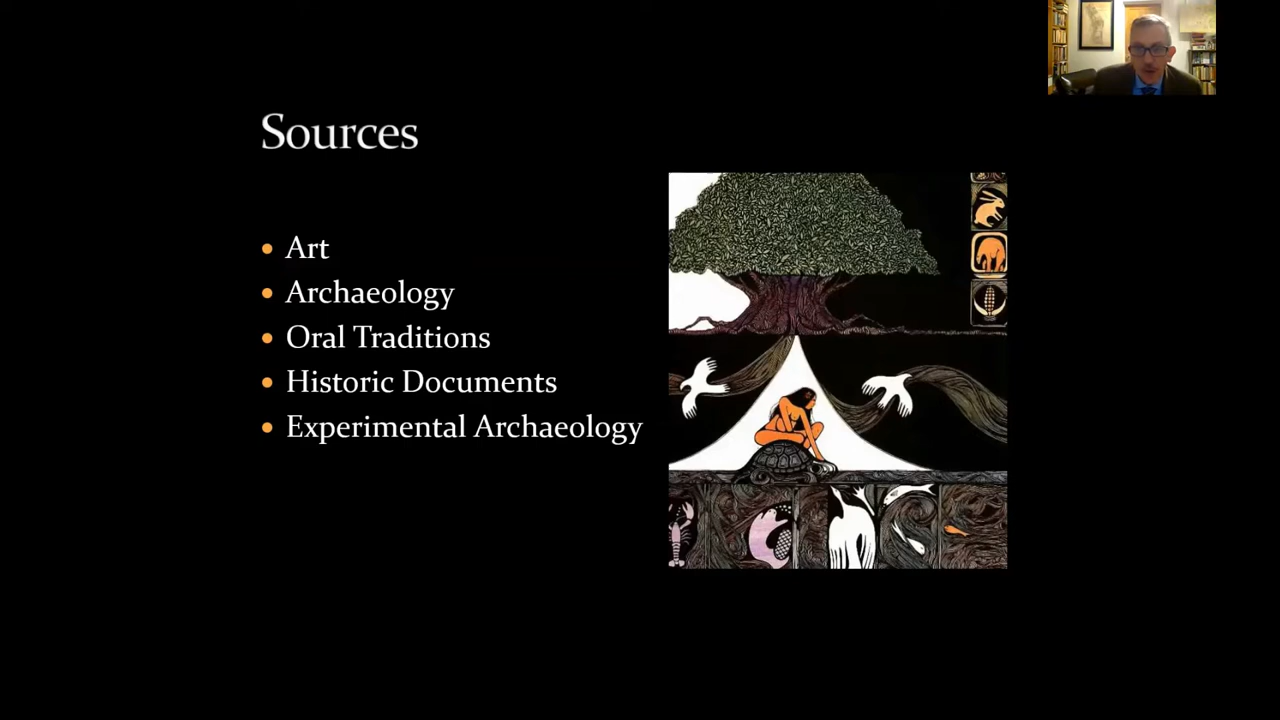 Sources
• Art
• Archaeology
• Oral Traditions
• Historic Documents
• Experimental Archaeology